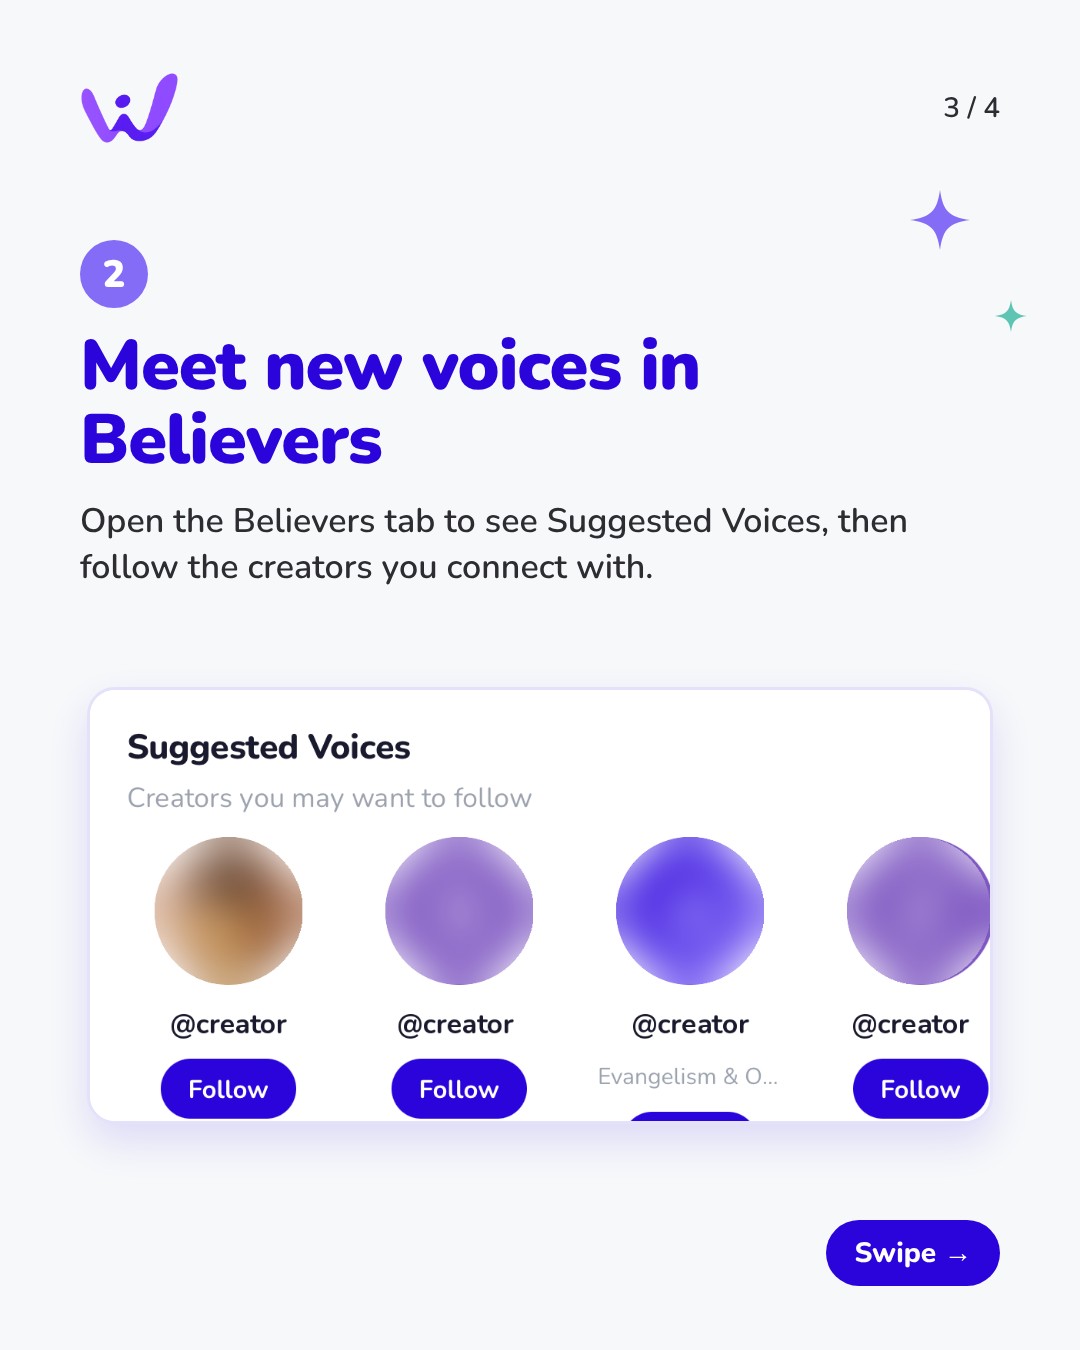 3 / 4
2
Meet new voices in
Believers
Open the Believers tab to see Suggested Voices, then
follow the creators you connect with.
Suggested Voices
Creators you may want to follow
@creator @creator @creator @creator
Evangelism & O...
Follow Follow Follow
Swipe →